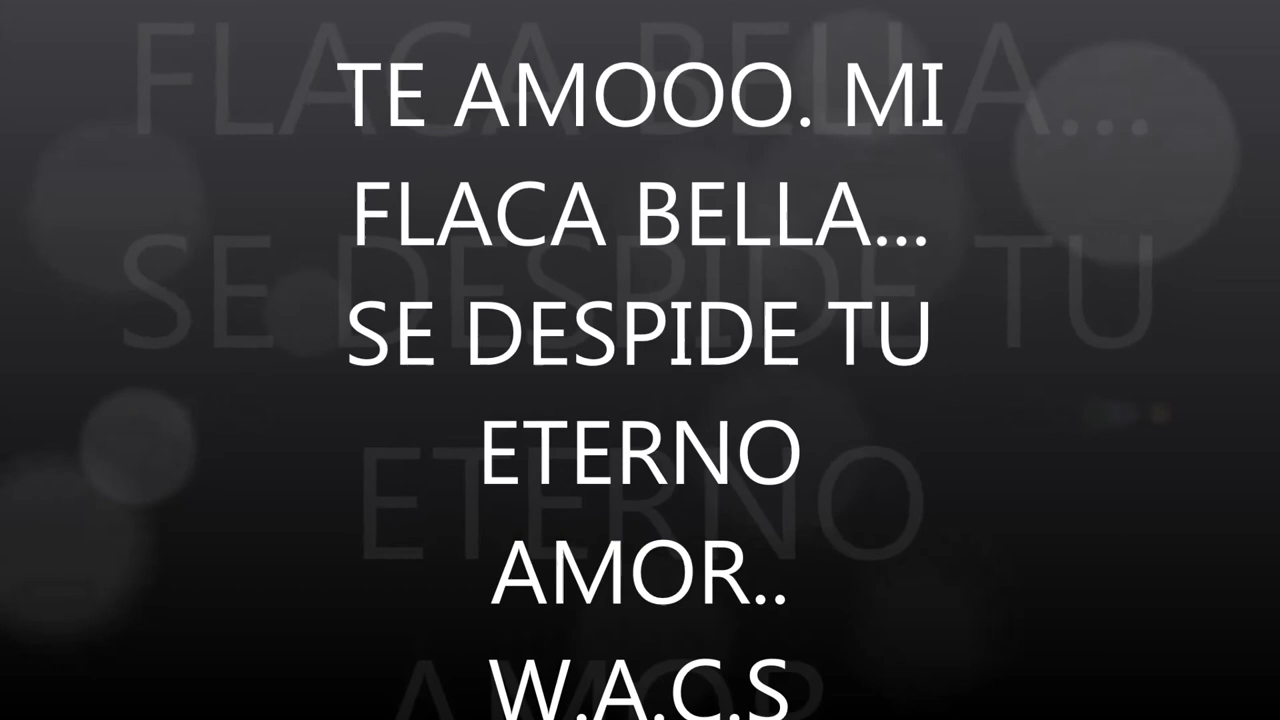 TE AMOOO. MI
FLACA BELLA...
SE DESPIDE TU
ETERNO
AMOR..
W.A.C.S